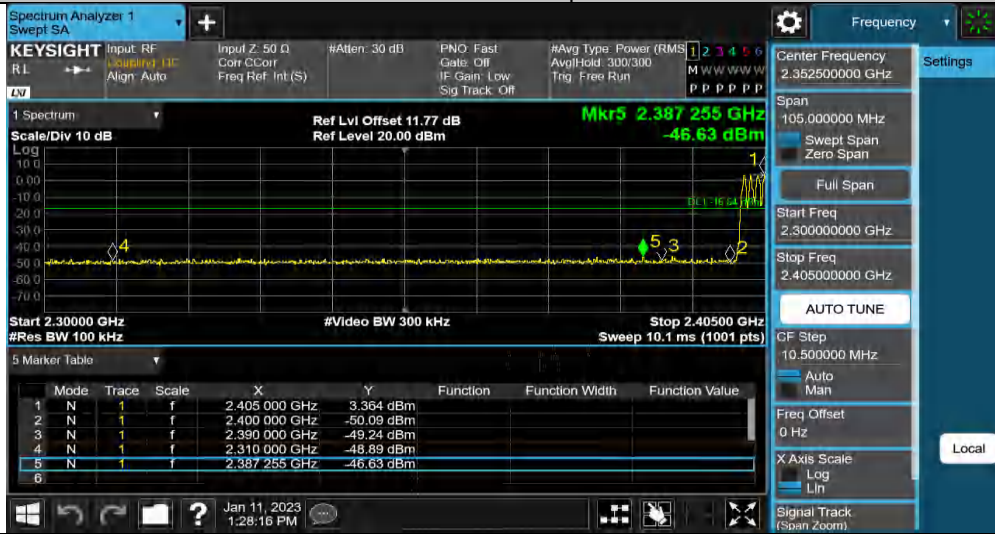 Spectrum Analyzer 1
Swept SA
Frequency
KEYSIGHT
RL
LXI
Input: RF
Coupling: DC
Align: Auto
Input Z: 50 Ω
Corr CCorr
Freq Ref: Int (S)
#Atten: 30 dB
PNO: Fast
Gate: Off
IF Gain: Low
Sig Track: Off
#Avg Type: Power (RMS
Avg|Hold: 300/300
Trig: Free Run
1 2 3 4 5 6
M W W W W W
P P P P P P
Center Frequency
2.352500000 GHz
Settings
Span
105.000000 MHz
Swept Span
Zero Span
Full Span
Start Freq
2.300000000 GHz
Stop Freq
2.405000000 GHz
AUTO TUNE
CF Step
10.500000 MHz
Auto
Man
Freq Offset
0 Hz
X Axis Scale
Log
Lin
Local
Signal Track
(Span Zoom)
1 Spectrum
Scale/Div 10 dB
Ref Lvl Offset 11.77 dB
Ref Level 20.00 dBm
Mkr5 2.387 255 GHz
-46.63 dBm
Log
10.0
0.00
-10.0
-20.0
-30.0
-40.0
-50.0
-60.0
-70.0
1
4
5
3
2
Start 2.30000 GHz
#Res BW 100 kHz
#Video BW 300 kHz
Stop 2.40500 GHz
Sweep 10.1 ms (1001 pts)
5 Marker Table
Mode Trace Scale X Y Function Function Width Function Value
1 N 1 f 2.405 000 GHz 3.364 dBm
2 N 1 f 2.400 000 GHz -50.09 dBm
3 N 1 f 2.390 000 GHz -49.24 dBm
4 N 1 f 2.310 000 GHz -48.89 dBm
5 N 1 f 2.387 255 GHz -46.63 dBm
6
? Jan 11, 2023
1:28:16 PM